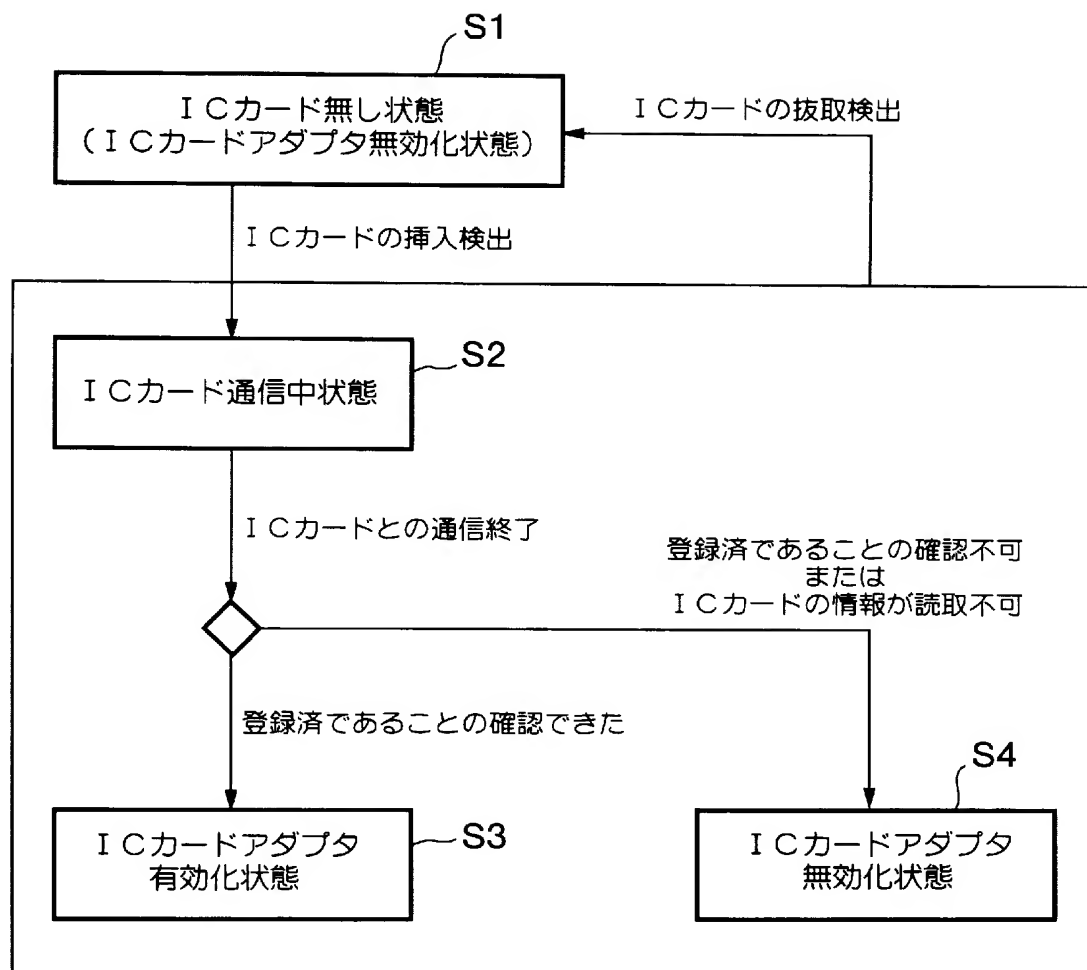 S1
ICカード無し状態
(ICカードアダプタ無効化状態)
ICカードの抜取検出
ICカードの挿入検出
S2
ICカード通信中状態
ICカードとの通信終了
登録済であることの確認不可
または
ICカードの情報が読取不可
登録済であることの確認できた
S3
ICカードアダプタ
有効化状態
S4
ICカードアダプタ
無効化状態